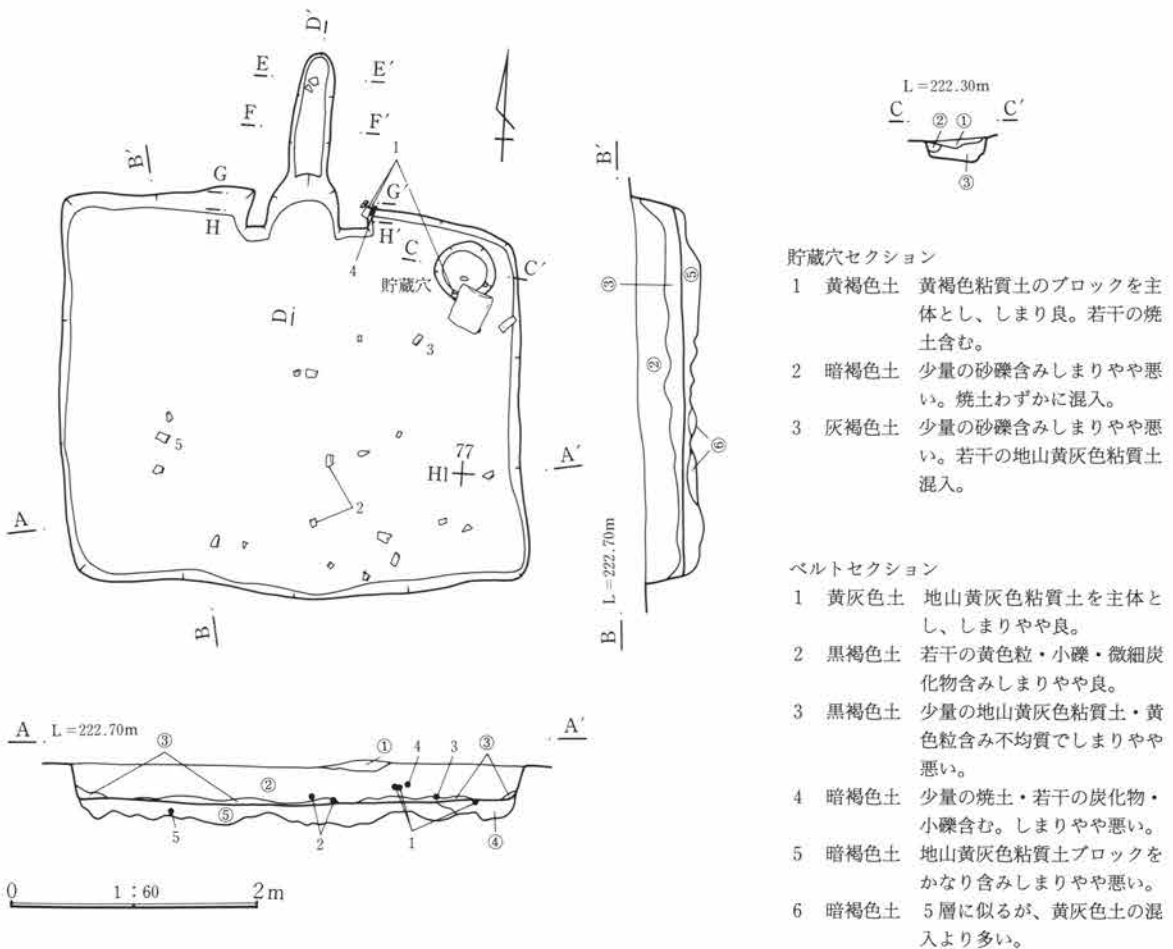 D D'
E E'
F F'
1
B'
G G'
H H'
C C'
4
貯蔵穴
D
3
5
77
H1
A A'
2
B
B'
③
②
⑤
⑥
B L=222.70m
L=222.30m
C C'
② ①
③
貯蔵穴セクション
1 黄褐色土 黄褐色粘質土のブロックを主
体とし、しまり良。若干の焼
土含む。
2 暗褐色土 少量の砂礫含みしまりやや悪
い。焼土わずかに混入。
3 灰褐色土 少量の砂礫含みしまりやや悪
い。若干の地山黄灰色粘質土
混入。
ベルトセクション
1 黄灰色土 地山黄灰色粘質土を主体と
し、しまりやや良。
2 黒褐色土 若干の黄色粒・小礫・微細炭
化物含みしまりやや良。
3 黒褐色土 少量の地山黄灰色粘質土・黄
色粒含み不均質でしまりやや
悪い。
4 暗褐色土 少量の焼土・若干の炭化物・
小礫含む。しまりやや悪い。
5 暗褐色土 地山黄灰色粘質土ブロックを
かなり含みしまりやや悪い。
6 暗褐色土 5層に似るが、黄灰色土の混
入より多い。
A L=222.70m A'
③ ① 4 3 ③
②
⑤
5 2 1 ④
0 1:60 2m